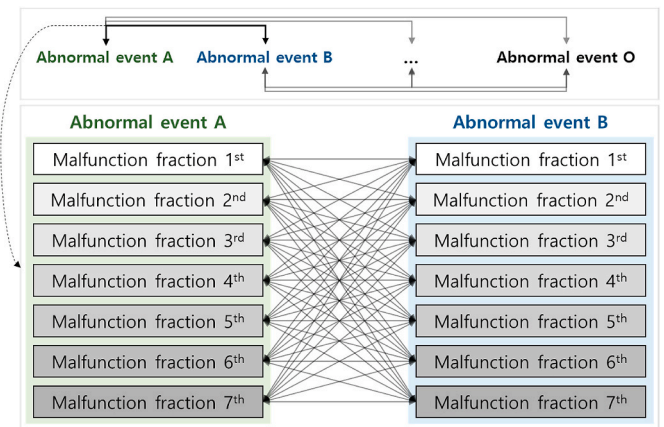 Abnormal event A Abnormal event B ... Abnormal event O
Abnormal event A Abnormal event B
Malfunction fraction 1st Malfunction fraction 1st
Malfunction fraction 2nd Malfunction fraction 2nd
Malfunction fraction 3rd Malfunction fraction 3rd
Malfunction fraction 4th Malfunction fraction 4th
Malfunction fraction 5th Malfunction fraction 5th
Malfunction fraction 6th Malfunction fraction 6th
Malfunction fraction 7th Malfunction fraction 7th